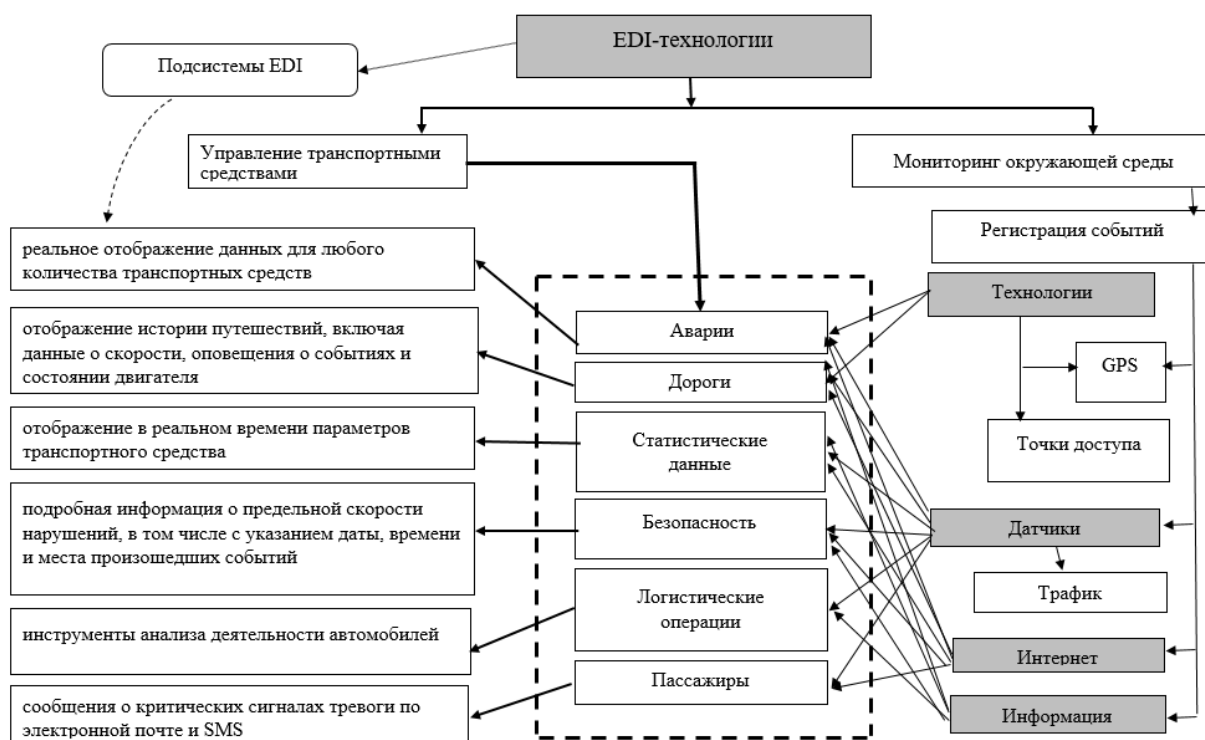 EDI-технологии
Подсистемы EDI
Управление транспортными
средствами
Мониторинг окружающей среды
Регистрация событий
реальное отображение данных для любого
количества транспортных средств
отображение истории путешествий, включая
данные о скорости, оповещения о событиях и
состоянии двигателя
отображение в реальном времени параметров
транспортного средства
подробная информация о предельной скорости
нарушений, в том числе с указанием даты, времени
и места произошедших событий
инструменты анализа деятельности автомобилей
сообщения о критических сигналах тревоги по
электронной почте и SMS
Аварии
Дороги
Статистические
данные
Безопасность
Логистические
операции
Пассажиры
Технологии
GPS
Точки доступа
Датчики
Трафик
Интернет
Информация